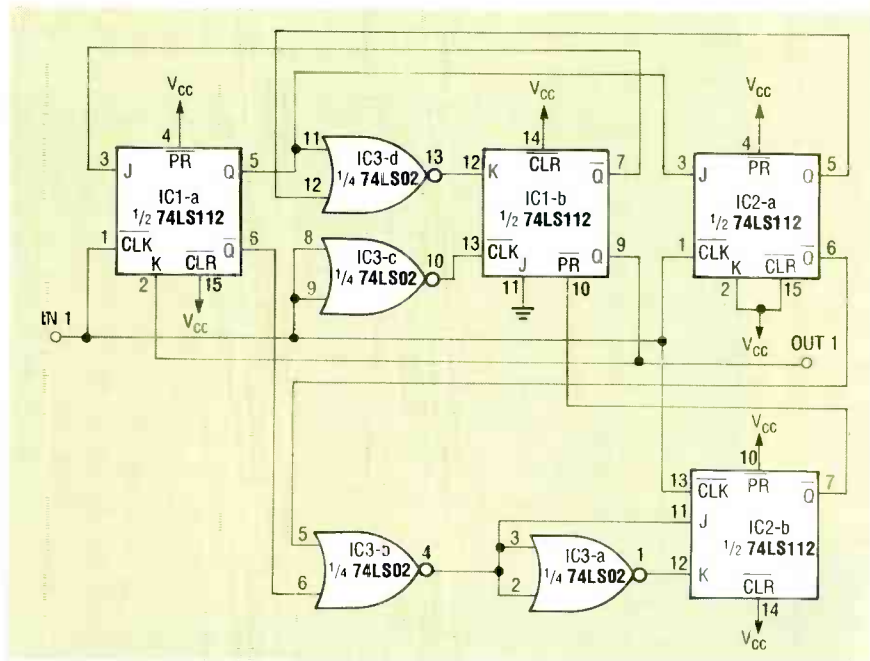 VCC
4
PR
3
J
Q
5
IC1-a
1/2 74LS112
1
CLK
Q
6
K
CLR
2
15
VCC
IN 1
11
IC3-d
13
1/4 74LS02
12
8
IC3-c
10
1/4 74LS02
9
VCC
14
CLR
12
K
Q
7
IC1-b
1/2 74LS112
13
CLK
Q
9
J
PR
11
10
VCC
4
PR
3
J
Q
5
IC2-a
1/2 74LS112
1
CLK
6
K
CLR
2
15
VCC
OUT 1
5
4
1/4 74LS02
6
3
IC3-a
1
1/4 74LS02
2
VCC
10
PR
13
CLK
Q
7
11
J
IC2-b
1/2 74LS112
12
K
CLR
14
VCC